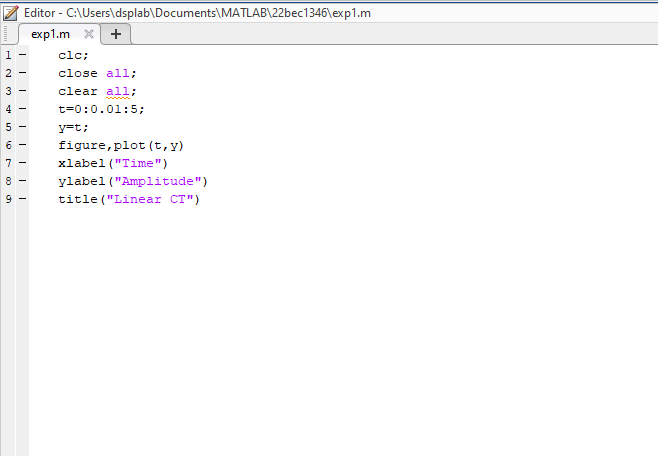 Editor - C:\Users\dsplab\Documents\MATLAB\22bec1346\exp1.m
exp1.m
1 - clc;
2 - close all;
3 - clear all;
4 - t=0:0.01:5;
5 - y=t;
6 - figure,plot(t,y)
7 - xlabel("Time")
8 - ylabel("Amplitude")
9 - title("Linear CT")